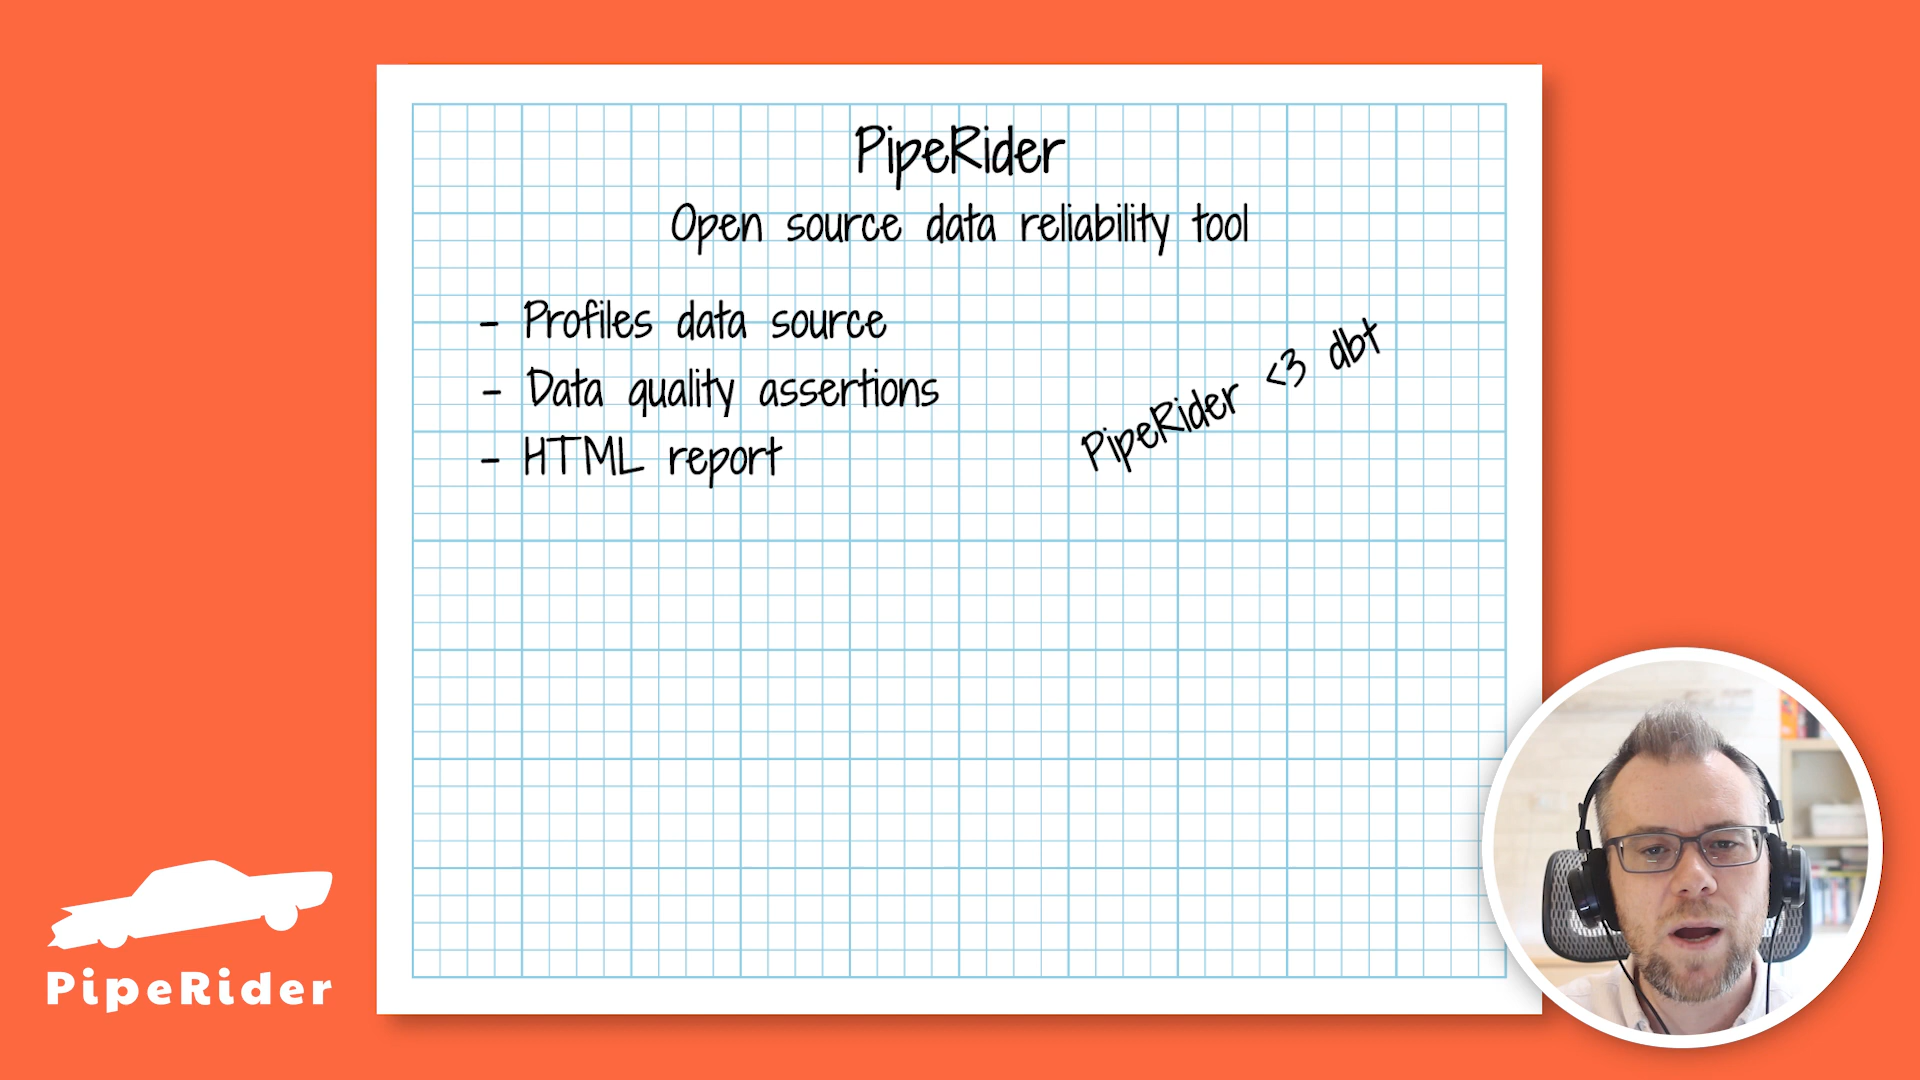 PipeRider
Open source data reliability tool
- Profiles data source
- Data quality assertions
- HTML report
PipeRider <3 dbt
PipeRider